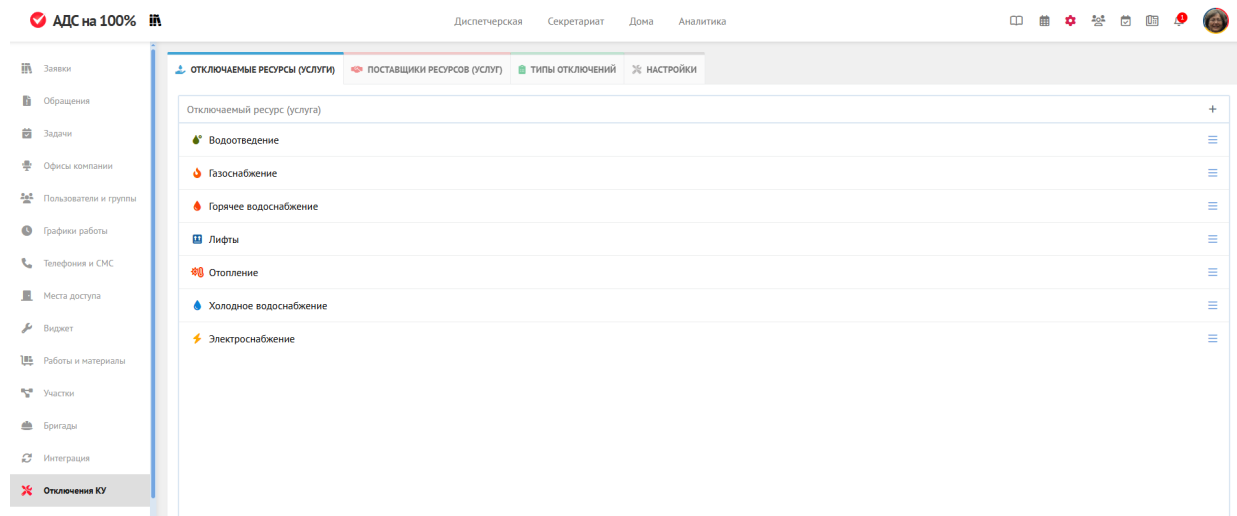 АДС на 100%
Диспетчерская Секретариат Дома Аналитика
1
Заявки
Обращения
Задачи
Офисы компании
Пользователи и группы
Графики работы
Телефония и СМС
Места доступа
Виджет
Работы и материалы
Участки
Бригады
Интеграция
Отключения КУ
ОТКЛЮЧАЕМЫЕ РЕСУРСЫ (УСЛУГИ) ПОСТАВЩИКИ РЕСУРСОВ (УСЛУГ) ТИПЫ ОТКЛЮЧЕНИЙ НАСТРОЙКИ
Отключаемый ресурс (услуга) +
Водоотведение
Газоснабжение
Горячее водоснабжение
Лифты
Отопление
Холодное водоснабжение
Электроснабжение